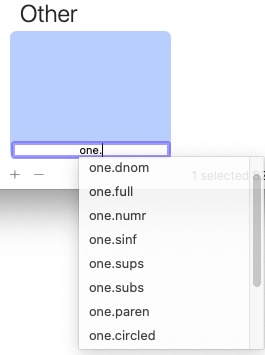 Other
one.
+ −
1 selected
one.dnom
one.full
one.numr
one.sinf
one.sups
one.subs
one.paren
one.circled